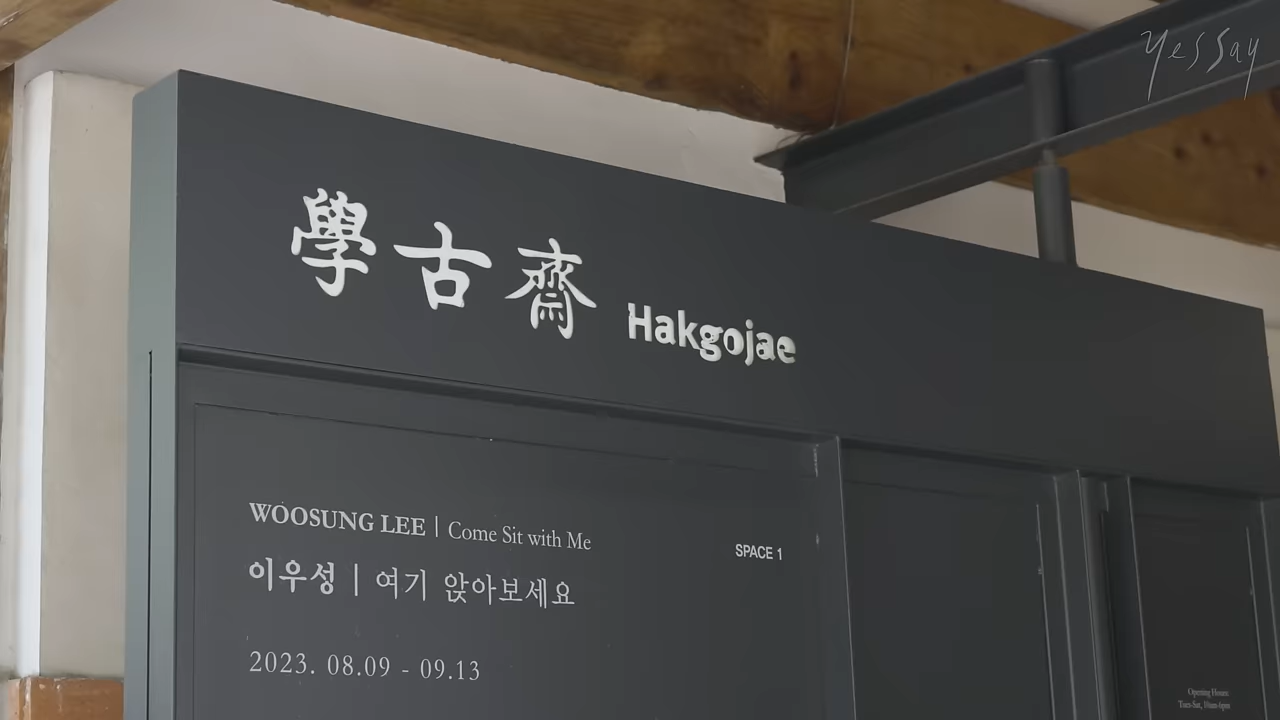 yessay
學古齋 Hakgojae
WOOSUNG LEE | Come Sit with Me
SPACE 1
이우성 | 여기 앉아보세요
2023. 08.09 - 09.13
Opening Hours:
Tues-Sat, 10am-6pm